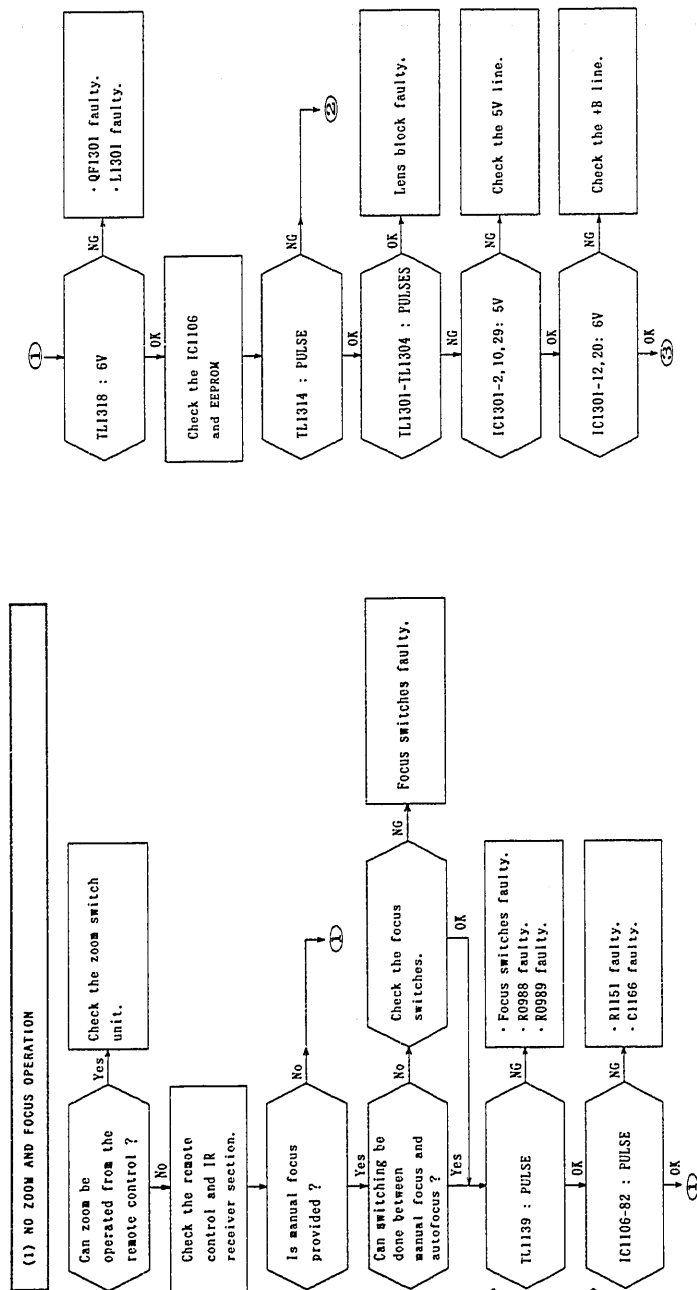 (1) NO ZOOM AND FOCUS OPERATION
Can zoom be
operated from the
remote control ?
Yes
Check the zoom switch
unit.
No
Check the remote
control and IR
receiver section.
Is manual focus
provided ?
No
1
Yes
Can switching be
done between
manual focus and
autofocus ?
No
Check the focus
switches.
NG
Focus switches faulty.
OK
Yes
TL1139 : PULSE
NG
· Focus switches faulty.
· R0988 faulty.
· R0989 faulty.
OK
IC1106-82 : PULSE
NG
· R1151 faulty.
· C1166 faulty.
OK
1
1
TL1318 : 6V
NG
· QF1301 faulty.
· L1301 faulty.
OK
Check the IC1106
and EEPROM
TL1314 : PULSE
NG
2
OK
TL1301-TL1304 : PULSES
OK
Lens block faulty.
NG
IC1301-2,10,29: 5V
NG
Check the 5V line.
OK
IC1301-12,20: 6V
NG
Check the +B line.
OK
3